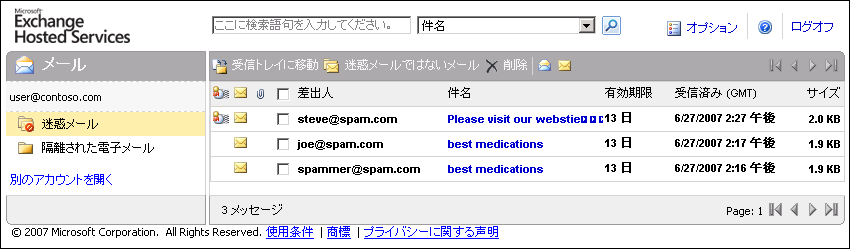 Microsoft
Exchange
Hosted Services
ここに検索語句を入力してください。
件名
オプション
ログオフ
メール
受信トレイに移動
迷惑メールではないメール
削除
user@contoso.com
差出人
件名
有効期限
受信済み (GMT)
サイズ
迷惑メール
steve@spam.com
Please visit our webstie
13 日
6/27/2007 2:27 午後
2.0 KB
隔離された電子メール
joe@spam.com
best medications
13 日
6/27/2007 2:17 午後
1.9 KB
spammer@spam.com
best medications
13 日
6/27/2007 2:16 午後
1.9 KB
別のアカウントを開く
3 メッセージ
Page: 1
© 2007 Microsoft Corporation. All Rights Reserved. 使用条件 | 商標 | プライバシーに関する声明